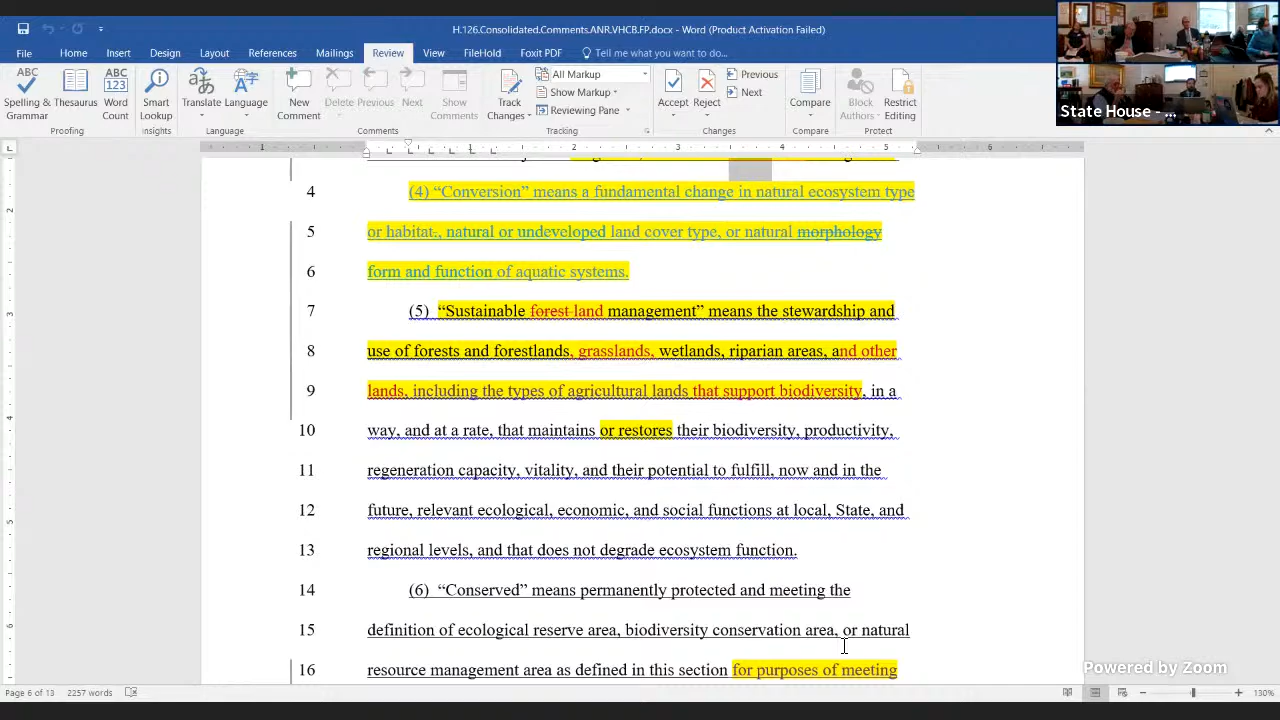 H.126.Consolidated.Comments.ANR.VHCB.FP.docx - Word (Product Activation Failed)
File Home Insert Design Layout References Mailings Review View FileHold Foxit PDF Tell me what you want to do...
ABC
Spelling & Grammar
Thesaurus
ABC 123
Word Count
Proofing
Smart Lookup
Insights
Translate
Language
Language
New Comment
Delete
Previous
Next
Show Comments
Comments
Track Changes
All Markup
Show Markup
Reviewing Pane
Tracking
Accept
Reject
Previous
Next
Changes
Compare
Compare
Block Authors
Restrict Editing
Protect
State House - ...
1 1 2 3 4 5
4 (4) “Conversion” means a fundamental change in natural ecosystem type
5 or habitat., natural or undeveloped land cover type, or natural morphology
6 form and function of aquatic systems.
7 (5) “Sustainable forest land management” means the stewardship and
8 use of forests and forestlands, grasslands, wetlands, riparian areas, and other
9 lands, including the types of agricultural lands that support biodiversity, in a
10 way, and at a rate, that maintains or restores their biodiversity, productivity,
11 regeneration capacity, vitality, and their potential to fulfill, now and in the
12 future, relevant ecological, economic, and social functions at local, State, and
13 regional levels, and that does not degrade ecosystem function.
14 (6) “Conserved” means permanently protected and meeting the
15 definition of ecological reserve area, biodiversity conservation area, or natural
16 resource management area as defined in this section for purposes of meeting
Powered by Zoom
Page 6 of 13 2257 words 130%